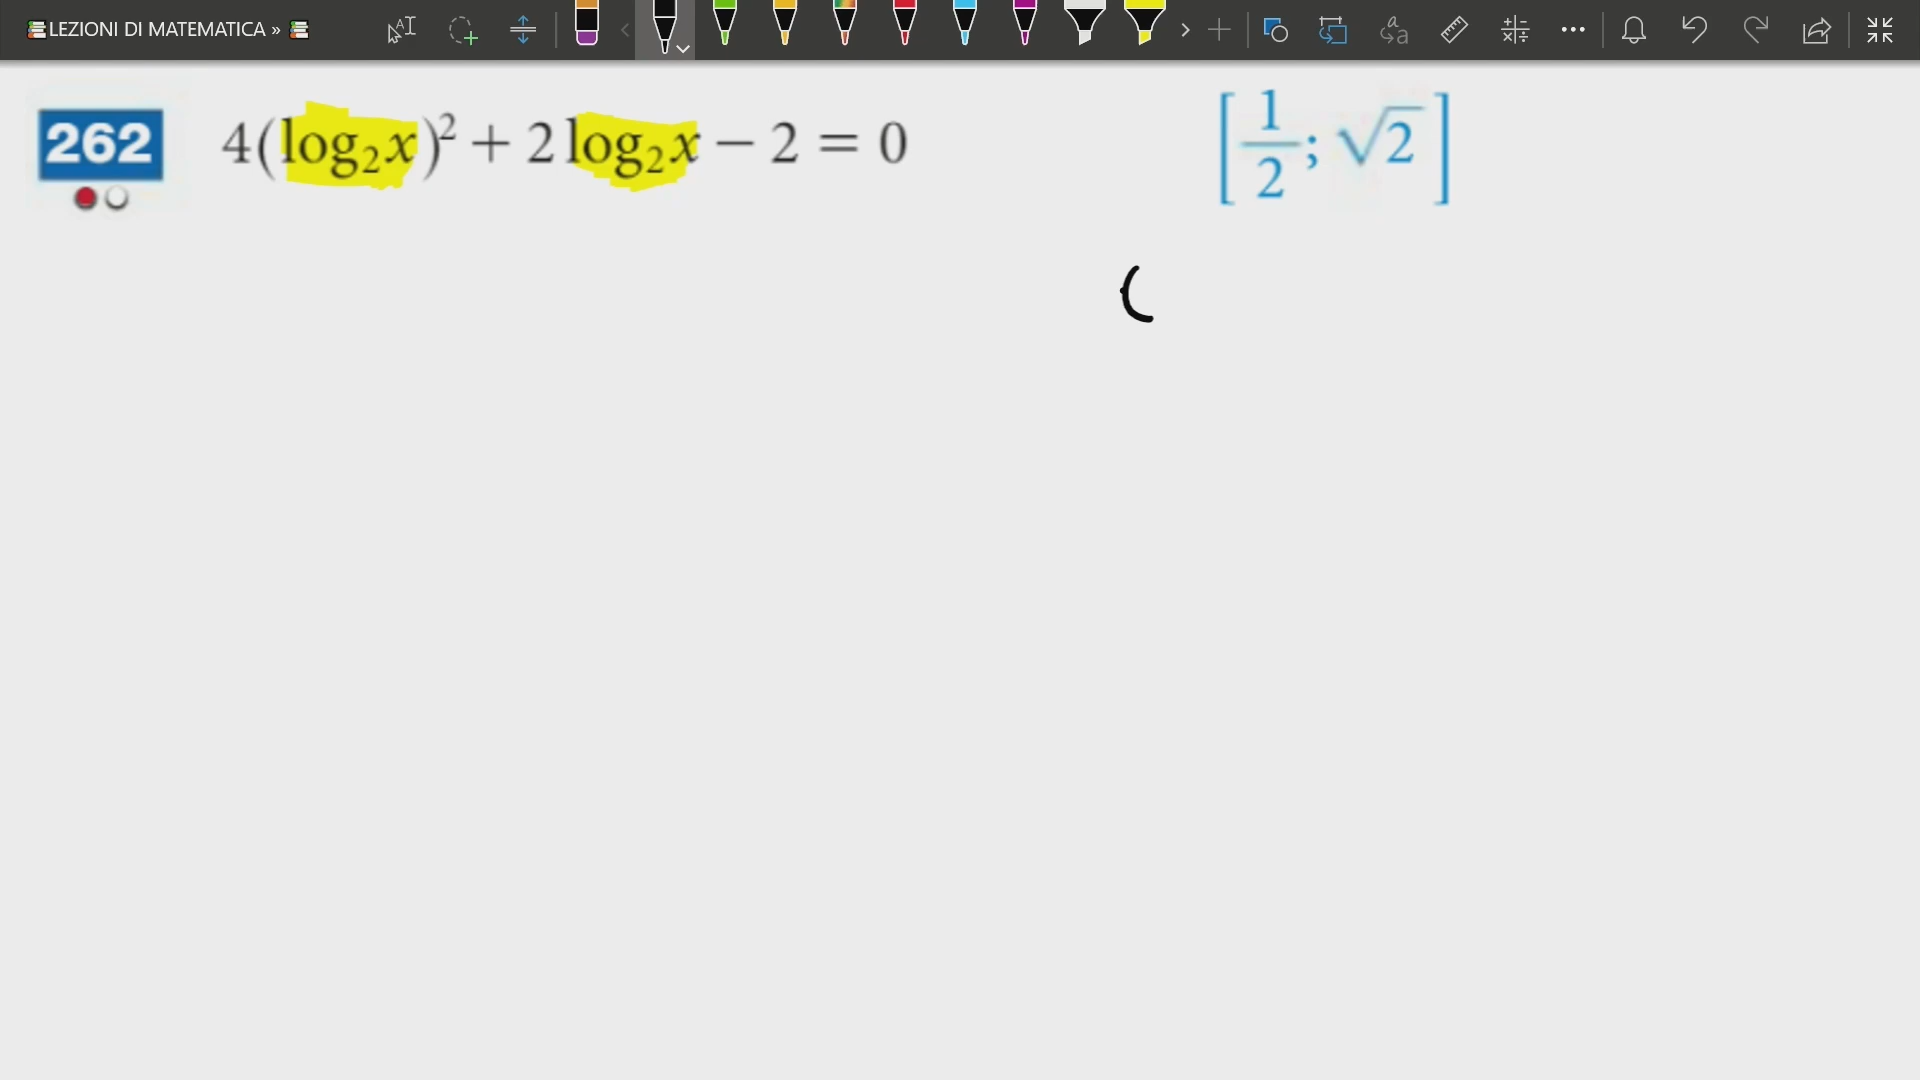 LEZIONI DI MATEMATICA »
262 4(log₂x)² + 2 log₂x − 2 = 0 [1/2; √2]
(